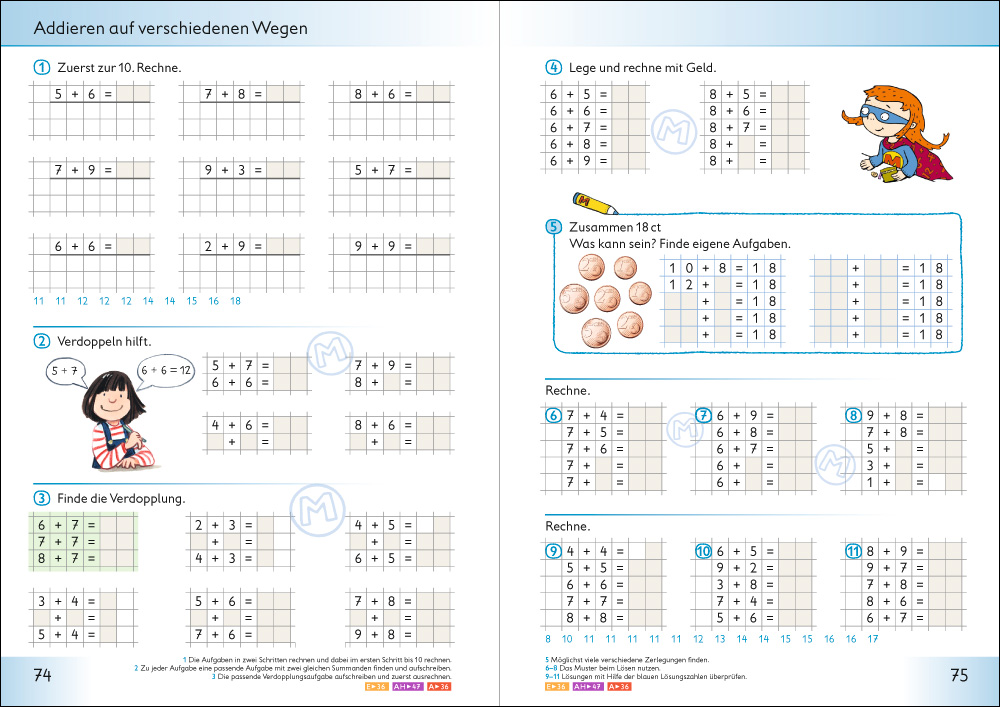 Addieren auf verschiedenen Wegen
1 Zuerst zur 10. Rechne.
5 + 6 =
7 + 8 =
8 + 6 =
7 + 9 =
9 + 3 =
5 + 7 =
6 + 6 =
2 + 9 =
9 + 9 =
11 11 12 12 12 14 14 15 16 18
2 Verdoppeln hilft.
5 + 7
6 + 6 = 12
5 + 7 =
6 + 6 =
7 + 9 =
8 + =
4 + 6 =
+ =
8 + 6 =
+ =
3 Finde die Verdopplung.
6 + 7 =
7 + 7 =
8 + 7 =
2 + 3 =
+ =
4 + 3 =
4 + 5 =
+ =
6 + 5 =
3 + 4 =
+ =
5 + 4 =
5 + 6 =
+ =
7 + 6 =
7 + 8 =
+ =
9 + 8 =
74
1 Die Aufgaben in zwei Schritten rechnen und dabei im ersten Schritt bis 10 rechnen.
2 Zu jeder Aufgabe eine passende Aufgabe mit zwei gleichen Summanden finden und aufschreiben.
3 Die passende Verdopplungsaufgabe aufschreiben und zuerst ausrechnen.
E▸36 AH▸47 A▸36
4 Lege und rechne mit Geld.
6 + 5 =
6 + 6 =
6 + 7 =
6 + 8 =
6 + 9 =
M
8 + 5 =
8 + 6 =
8 + 7 =
8 + =
8 + =
5 Zusammen 18 ct
Was kann sein? Finde eigene Aufgaben.
1 0 + 8 = 1 8
1 2 + = 1 8
+ = 1 8
+ = 1 8
+ = 1 8
+ = 1 8
+ = 1 8
+ = 1 8
+ = 1 8
+ = 1 8
Rechne.
6 7 + 4 =
7 + 5 =
7 + 6 =
7 + =
7 + =
7 6 + 9 =
6 + 8 =
6 + 7 =
6 + =
6 + =
8 9 + 8 =
7 + 8 =
5 + =
3 + =
1 + =
Rechne.
9 4 + 4 =
5 + 5 =
6 + 6 =
7 + 7 =
8 + 8 =
10 6 + 5 =
9 + 2 =
3 + 8 =
7 + 4 =
5 + 6 =
11 8 + 9 =
9 + 7 =
7 + 8 =
8 + 6 =
6 + 7 =
8 10 11 11 11 11 11 12 13 14 14 15 15 16 16 17
5 Möglichst viele verschiedene Zerlegungen finden.
6–8 Das Muster beim Lösen nutzen.
9–11 Lösungen mit Hilfe der blauen Lösungszahlen überprüfen.
E▸36 AH▸47 A▸36
75